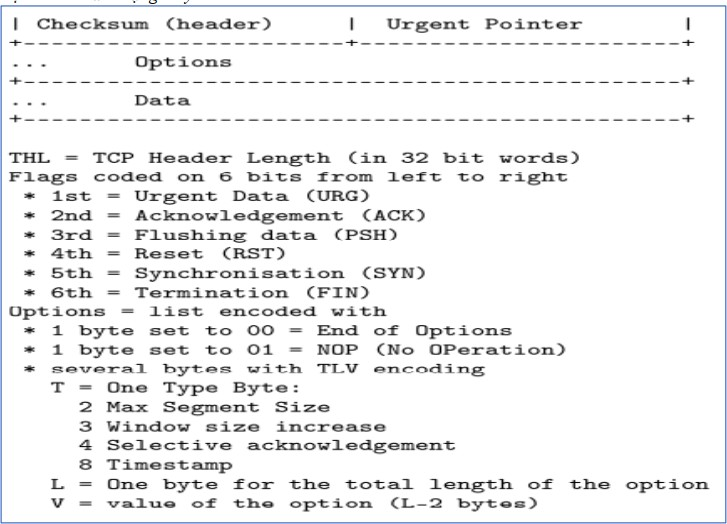 | Checksum (header) | Urgent Pointer |
+---------------------+---------------------+
... Options
+-------------------------------------------+
... Data
+-------------------------------------------+
THL = TCP Header Length (in 32 bit words)
Flags coded on 6 bits from left to right
* 1st = Urgent Data (URG)
* 2nd = Acknowledgement (ACK)
* 3rd = Flushing data (PSH)
* 4th = Reset (RST)
* 5th = Synchronisation (SYN)
* 6th = Termination (FIN)
Options = list encoded with
* 1 byte set to 00 = End of Options
* 1 byte set to 01 = NOP (No OPeration)
* several bytes with TLV encoding
T = One Type Byte:
2 Max Segment Size
3 Window size increase
4 Selective acknowledgement
8 Timestamp
L = One byte for the total length of the option
V = value of the option (L-2 bytes)